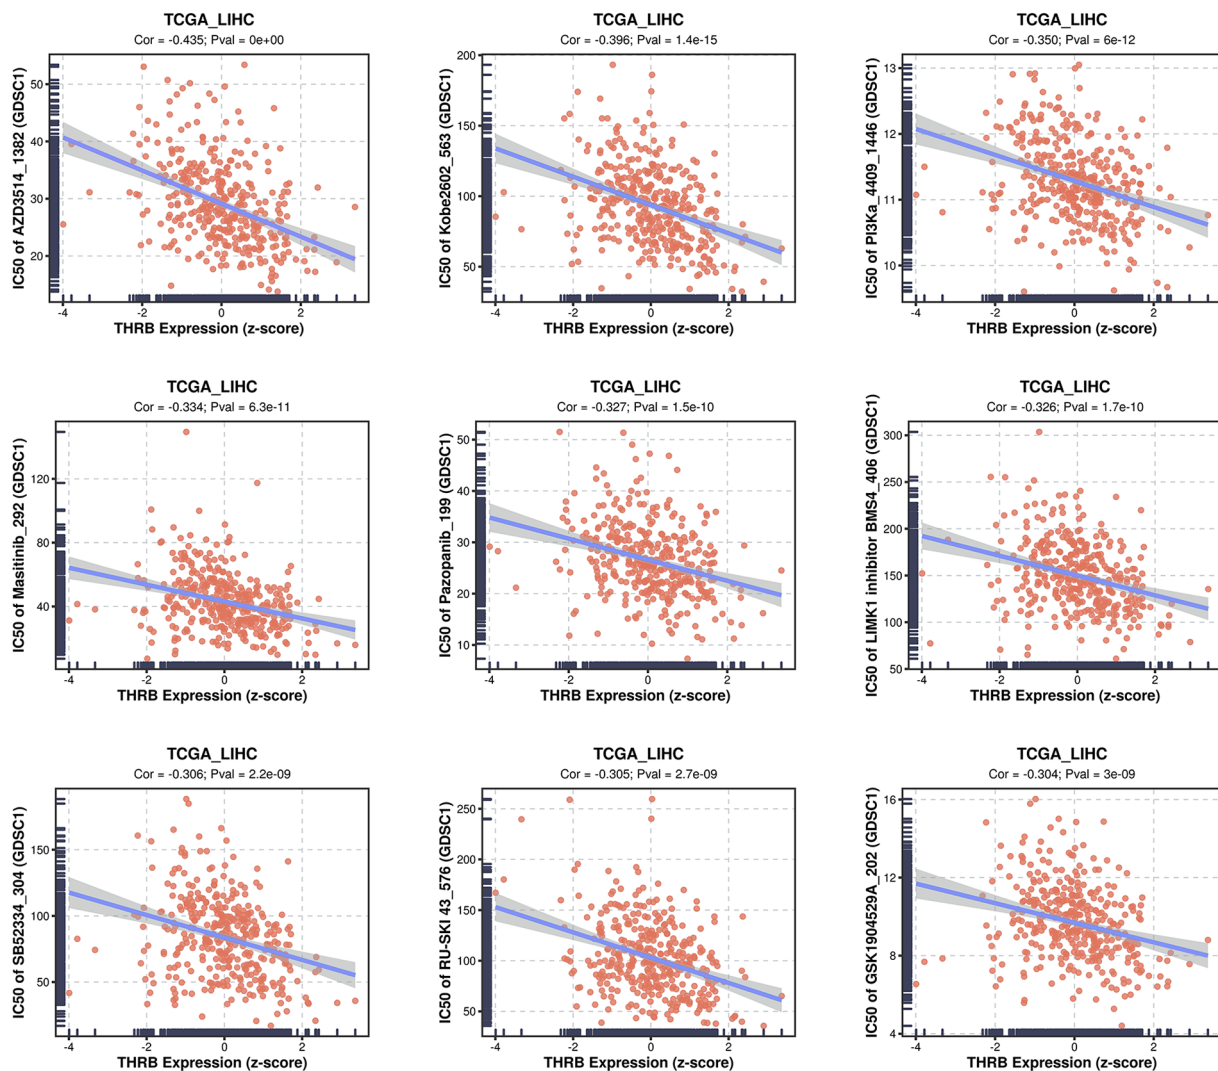 TCGA_LIHC
Cor = -0.435; Pval = 0e+00
IC50 of AZD3514_1382 (GDSC1)
50
40
30
20
-4 -2 0 2
THRB Expression (z-score)
TCGA_LIHC
Cor = -0.396; Pval = 1.4e-15
IC50 of Kobe2602_563 (GDSC1)
200
150
100
50
-4 -2 0 2
THRB Expression (z-score)
TCGA_LIHC
Cor = -0.350; Pval = 6e-12
IC50 of PI3Ka_4409_1446 (GDSC1)
13
12
11
10
-4 -2 0 2
THRB Expression (z-score)
TCGA_LIHC
Cor = -0.334; Pval = 6.3e-11
IC50 of Masitinib_292 (GDSC1)
120
80
40
-4 -2 0 2
THRB Expression (z-score)
TCGA_LIHC
Cor = -0.327; Pval = 1.5e-10
IC50 of Pazopanib_199 (GDSC1)
50
40
30
20
10
-4 -2 0 2
THRB Expression (z-score)
TCGA_LIHC
Cor = -0.326; Pval = 1.7e-10
IC50 of LIMK1 inhibitor BMS4_406 (GDSC1)
300
250
200
150
100
50
-4 -2 0 2
THRB Expression (z-score)
TCGA_LIHC
Cor = -0.306; Pval = 2.2e-09
IC50 of SB52334_304 (GDSC1)
150
100
50
-4 -2 0 2
THRB Expression (z-score)
TCGA_LIHC
Cor = -0.305; Pval = 2.7e-09
IC50 of RU-SKI 43_576 (GDSC1)
250
200
150
100
50
-4 -2 0 2
THRB Expression (z-score)
TCGA_LIHC
Cor = -0.304; Pval = 3e-09
IC50 of GSK1904529A_202 (GDSC1)
16
12
8
4
-4 -2 0 2
THRB Expression (z-score)